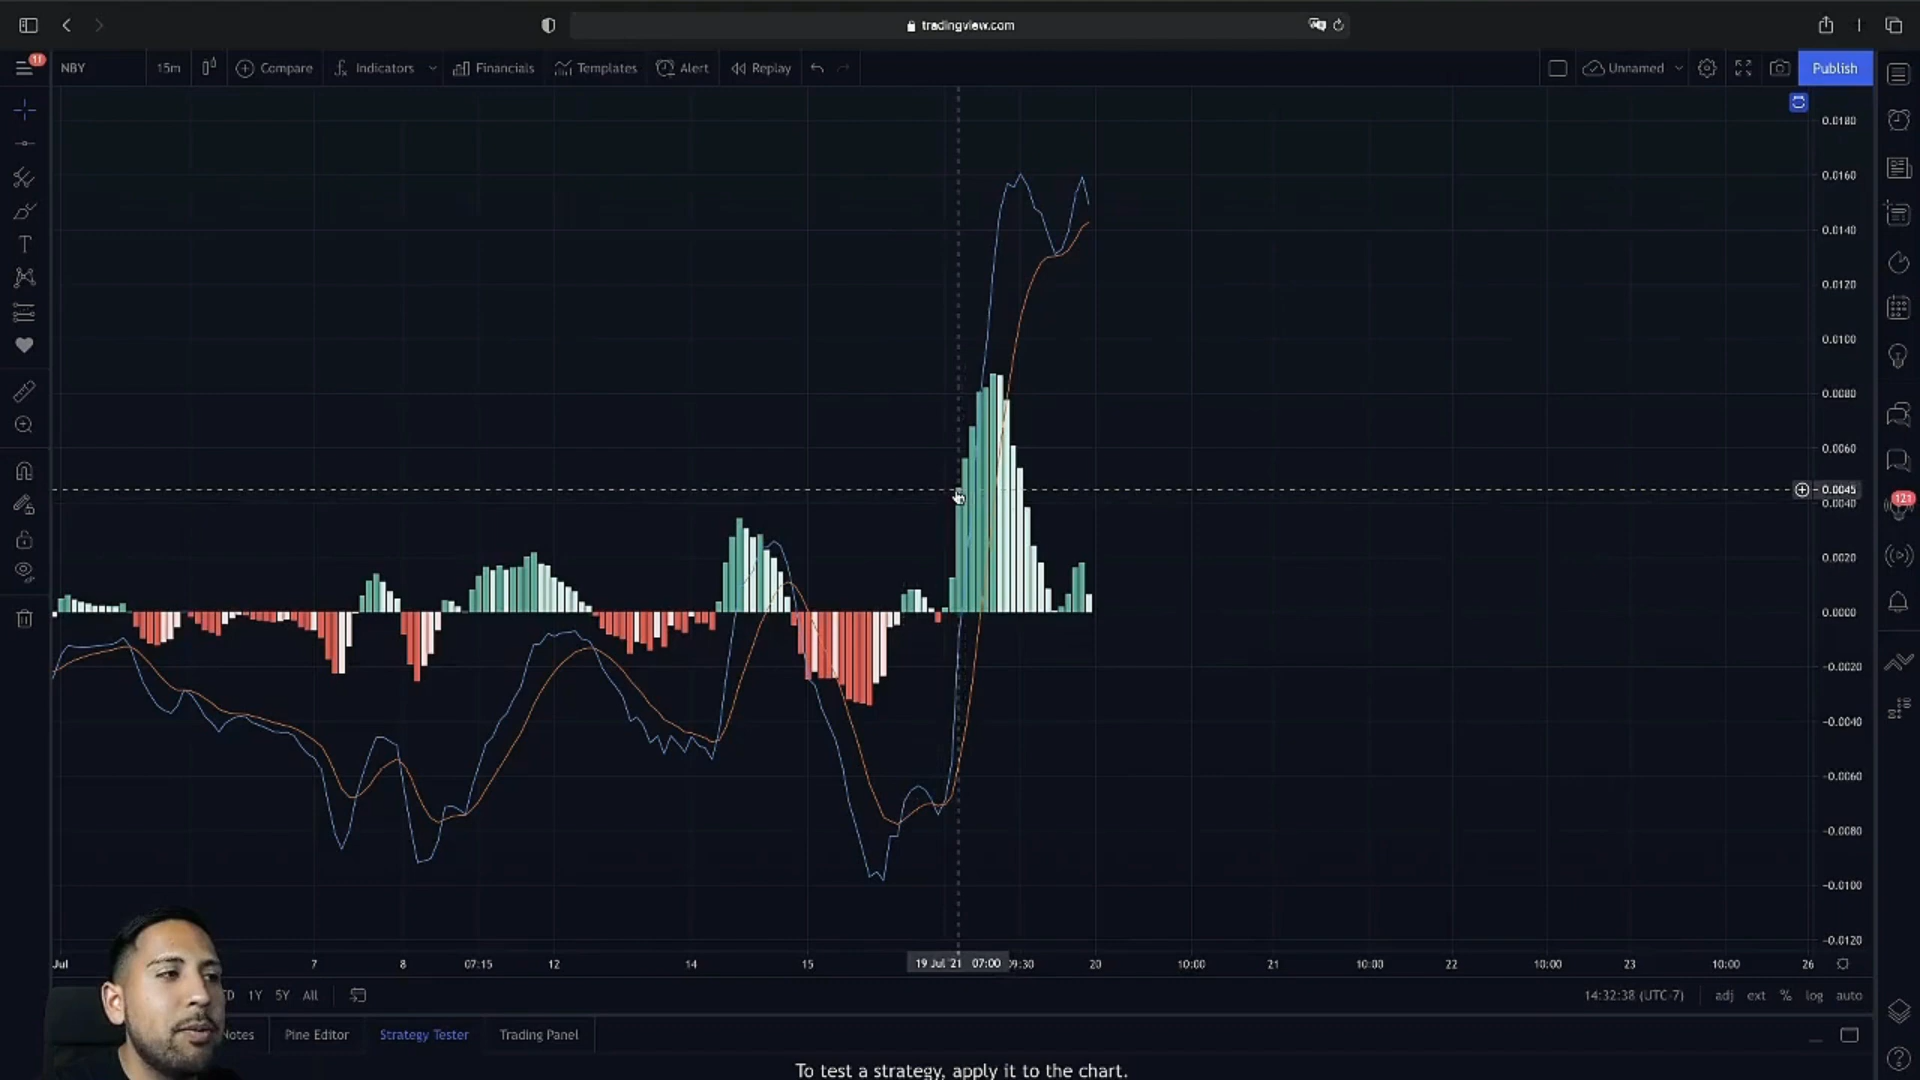 tradingview.com
11
NBY
15m
Compare
Indicators
Financials
Templates
Alert
Replay
Unnamed
Publish
0.0180
0.0160
0.0140
0.0120
0.0100
0.0080
0.0060
0.0045
0.0040
0.0020
0.0000
-0.0020
-0.0040
-0.0060
-0.0080
-0.0100
-0.0120
121
Jul
7
8
07:15
12
14
15
19 Jul '21 07:00
9:30
20
10:00
21
10:00
22
10:00
23
10:00
26
1Y
5Y
All
14:32:38 (UTC-7)
adj
ext
%
log
auto
Notes
Pine Editor
Strategy Tester
Trading Panel
To test a strategy, apply it to the chart.